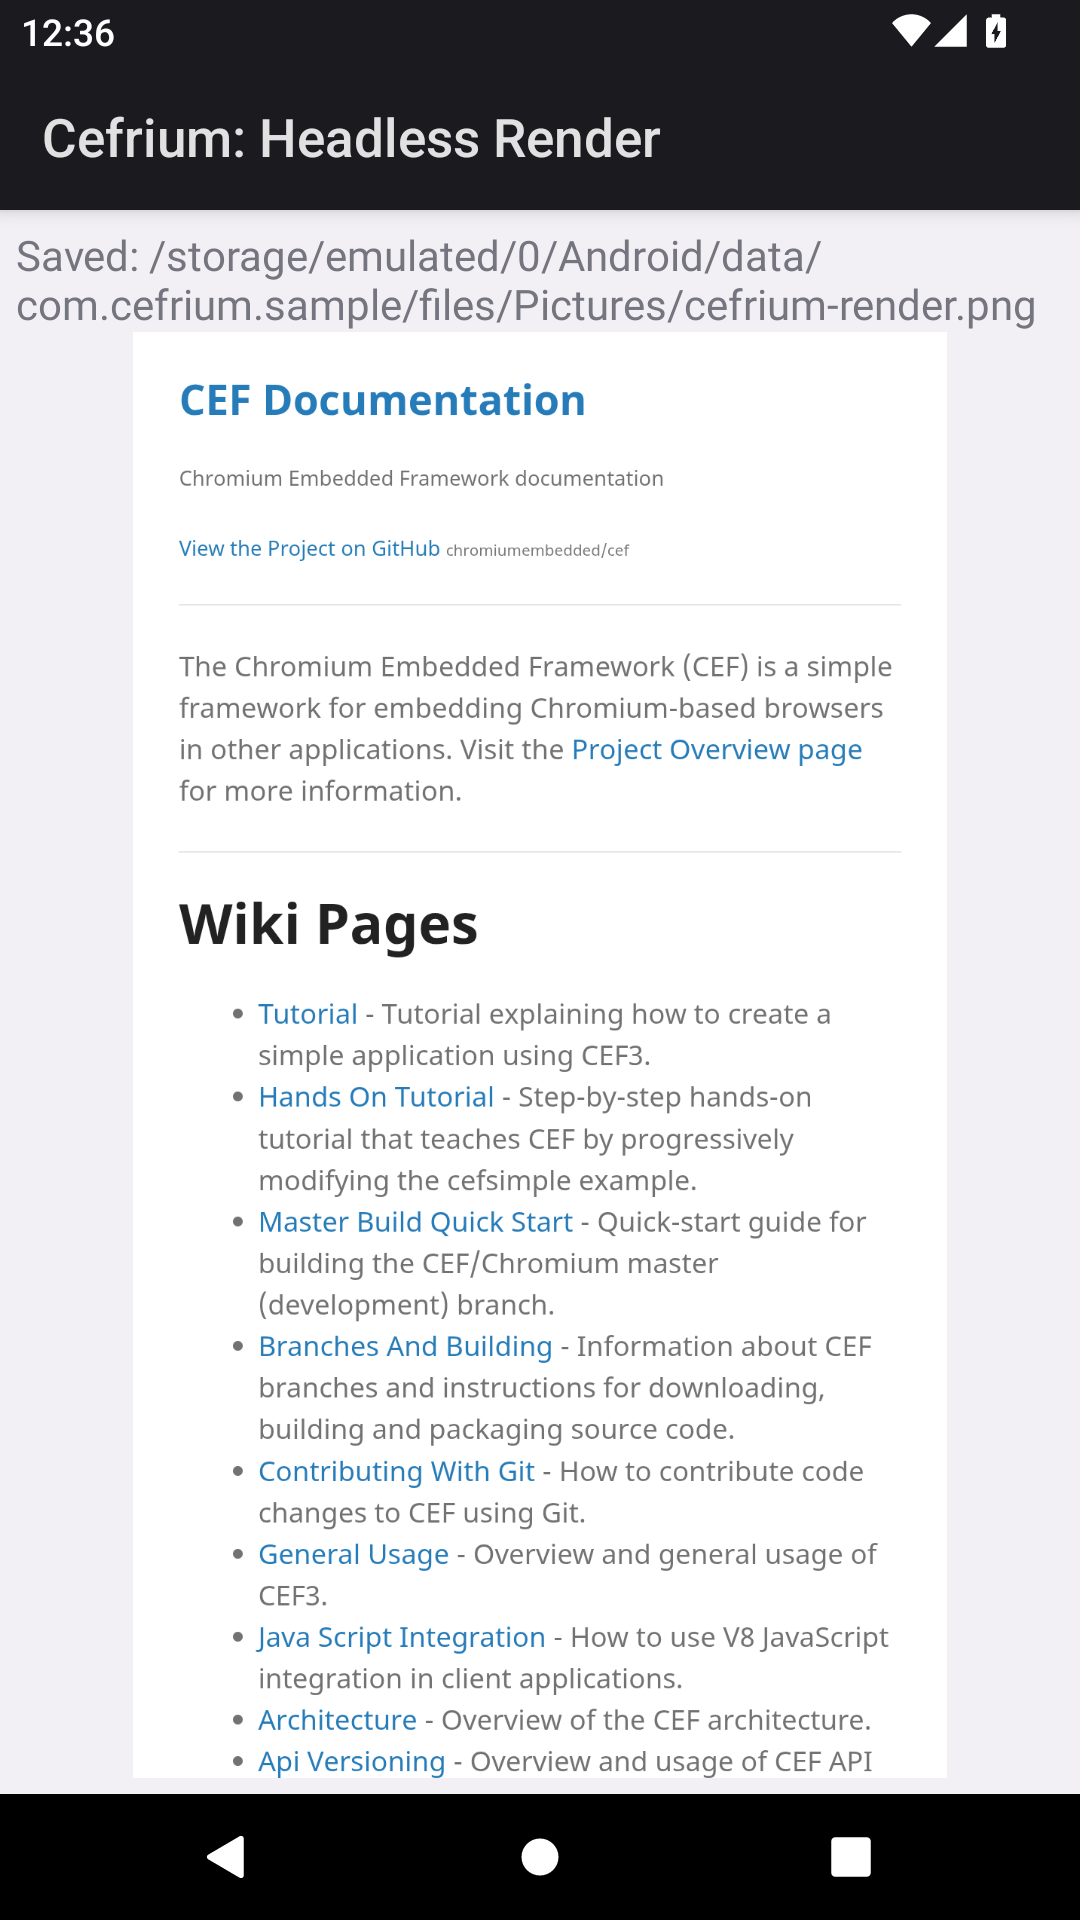 12:36
Cefrium: Headless Render
Saved: /storage/emulated/0/Android/data/
com.cefrium.sample/files/Pictures/cefrium-render.png
CEF Documentation
Chromium Embedded Framework documentation
View the Project on GitHub chromiumembedded/cef
The Chromium Embedded Framework (CEF) is a simple
framework for embedding Chromium-based browsers
in other applications. Visit the Project Overview page
for more information.
Wiki Pages
• Tutorial - Tutorial explaining how to create a
simple application using CEF3.
• Hands On Tutorial - Step-by-step hands-on
tutorial that teaches CEF by progressively
modifying the cefsimple example.
• Master Build Quick Start - Quick-start guide for
building the CEF/Chromium master
(development) branch.
• Branches And Building - Information about CEF
branches and instructions for downloading,
building and packaging source code.
• Contributing With Git - How to contribute code
changes to CEF using Git.
• General Usage - Overview and general usage of
CEF3.
• Java Script Integration - How to use V8 JavaScript
integration in client applications.
• Architecture - Overview of the CEF architecture.
• Api Versioning - Overview and usage of CEF API